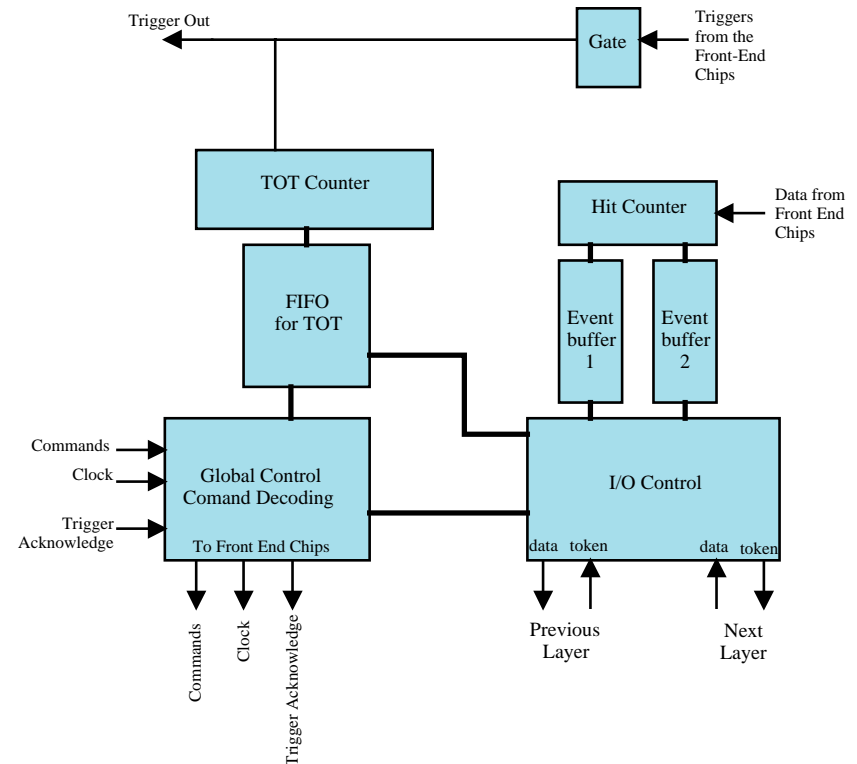 Trigger Out
Gate
Triggers
from the
Front-End
Chips
TOT Counter
Hit Counter
Data from
Front End
Chips
FIFO
for TOT
Event
buffer
1
Event
buffer
2
Commands
Clock
Trigger
Acknowledge
Global Control
Comand Decoding
To Front End Chips
I/O Control
data
token
data
token
Commands
Clock
Trigger Acknowledge
Previous
Layer
Next
Layer